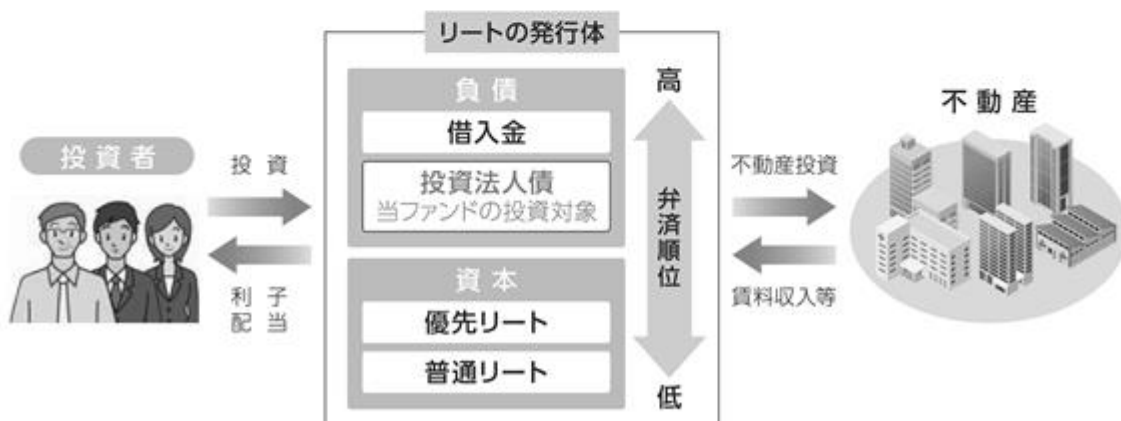 リートの発行体
負債
借入金
投資法人債
当ファンドの投資対象
資本
優先リート
普通リート
高
弁済順位
低
投資者
投資
利子
配当
不動産投資
賃料収入等
不動産